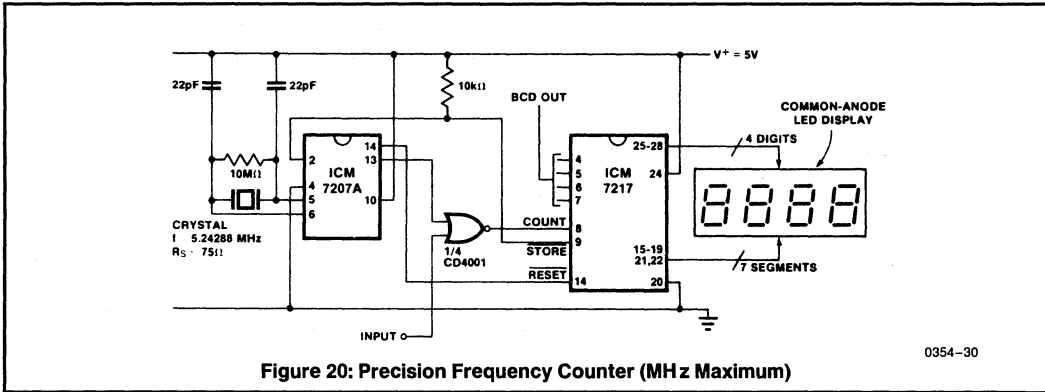 V+ = 5V
22pF
22pF
10kΩ
BCD OUT
COMMON-ANODE
LED DISPLAY
10MΩ
CRYSTAL
f 5.24288 MHz
RS · 75Ω
2
4
5
6
14
13
10
ICM
7207A
1/4
CD4001
COUNT
STORE
RESET
INPUT
4
5
6
7
8
9
14
ICM
7217
25-28
24
15-19
21,22
20
4 DIGITS
8888
7 SEGMENTS
0354-30
Figure 20: Precision Frequency Counter (MHz Maximum)